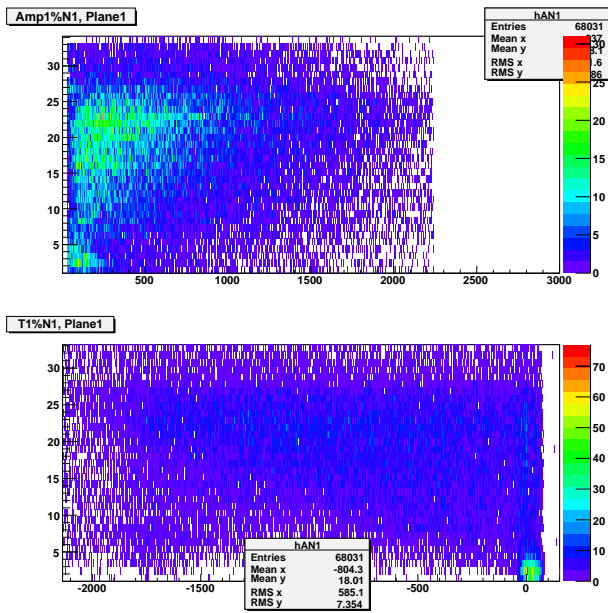 Amp1%N1, Plane1
hAN1
Entries 68031
Mean x
Mean y
RMS x
RMS y
30
25
20
15
10
5
0
30
25
20
15
10
5
500 1000 1500 2000 2500 3000
T1%N1, Plane1
70
60
50
40
30
20
10
0
30
25
20
15
10
5
hAN1
Entries 68031
Mean x -804.3
Mean y 18.01
RMS x 585.1
RMS y 7.354
-2000 -1500 -500 0